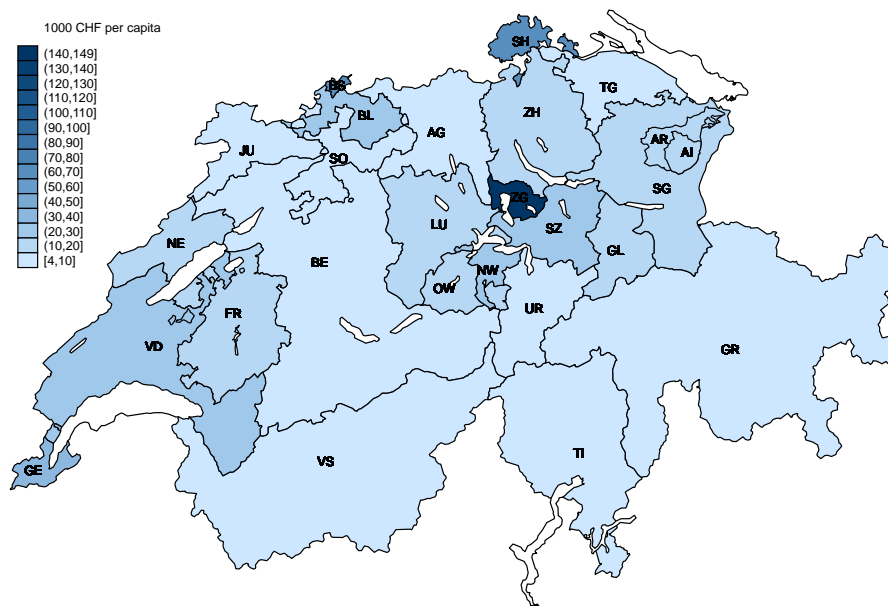 1000 CHF per capita
(140,149]
(130,140]
(120,130]
(110,120]
(100,110]
(90,100]
(80,90]
(70,80]
(60,70]
(50,60]
(40,50]
(30,40]
(20,30]
(10,20]
[4,10]
SH
BS
TG
BL
ZH
AG
AR
JU
SO
AI
SG
ZG
LU
SZ
NE
GL
BE
NW
OW
FR
UR
VD
GR
TI
VS
GE